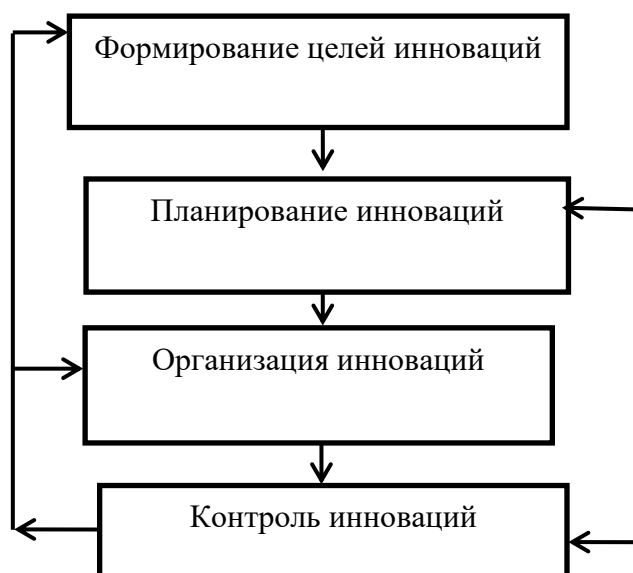 Формирование целей инноваций
Планирование инноваций
Организация инноваций
Контроль инноваций